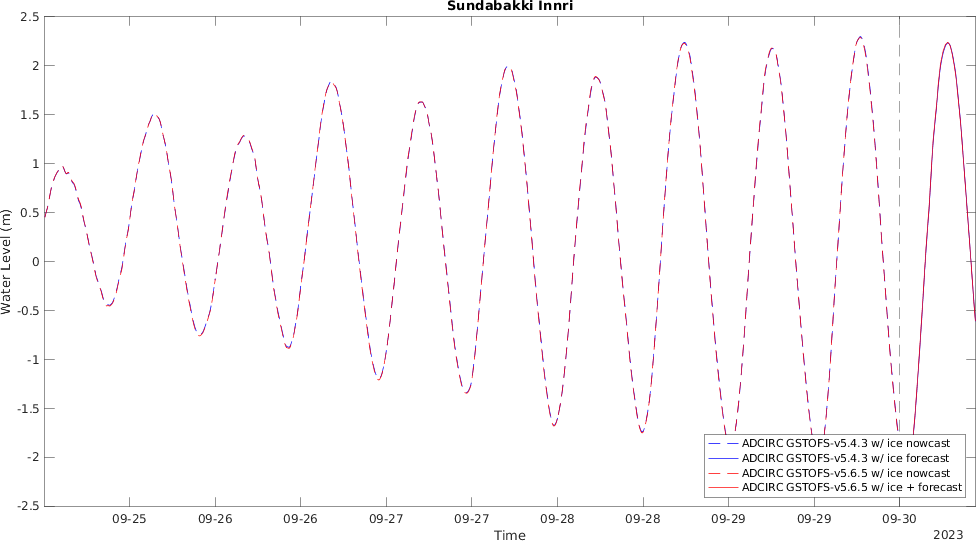 Sundabakki Innri
2.5
2
1.5
1
0.5
0
-0.5
-1
-1.5
-2
-2.5
Water Level (m)
ADCIRC GSTOFS-v5.4.3 w/ ice nowcast
ADCIRC GSTOFS-v5.4.3 w/ ice forecast
ADCIRC GSTOFS-v5.6.5 w/ ice nowcast
ADCIRC GSTOFS-v5.6.5 w/ ice + forecast
09-25 09-26 09-26 09-27 09-27 09-28 09-28 09-29 09-29 09-30
Time
2023